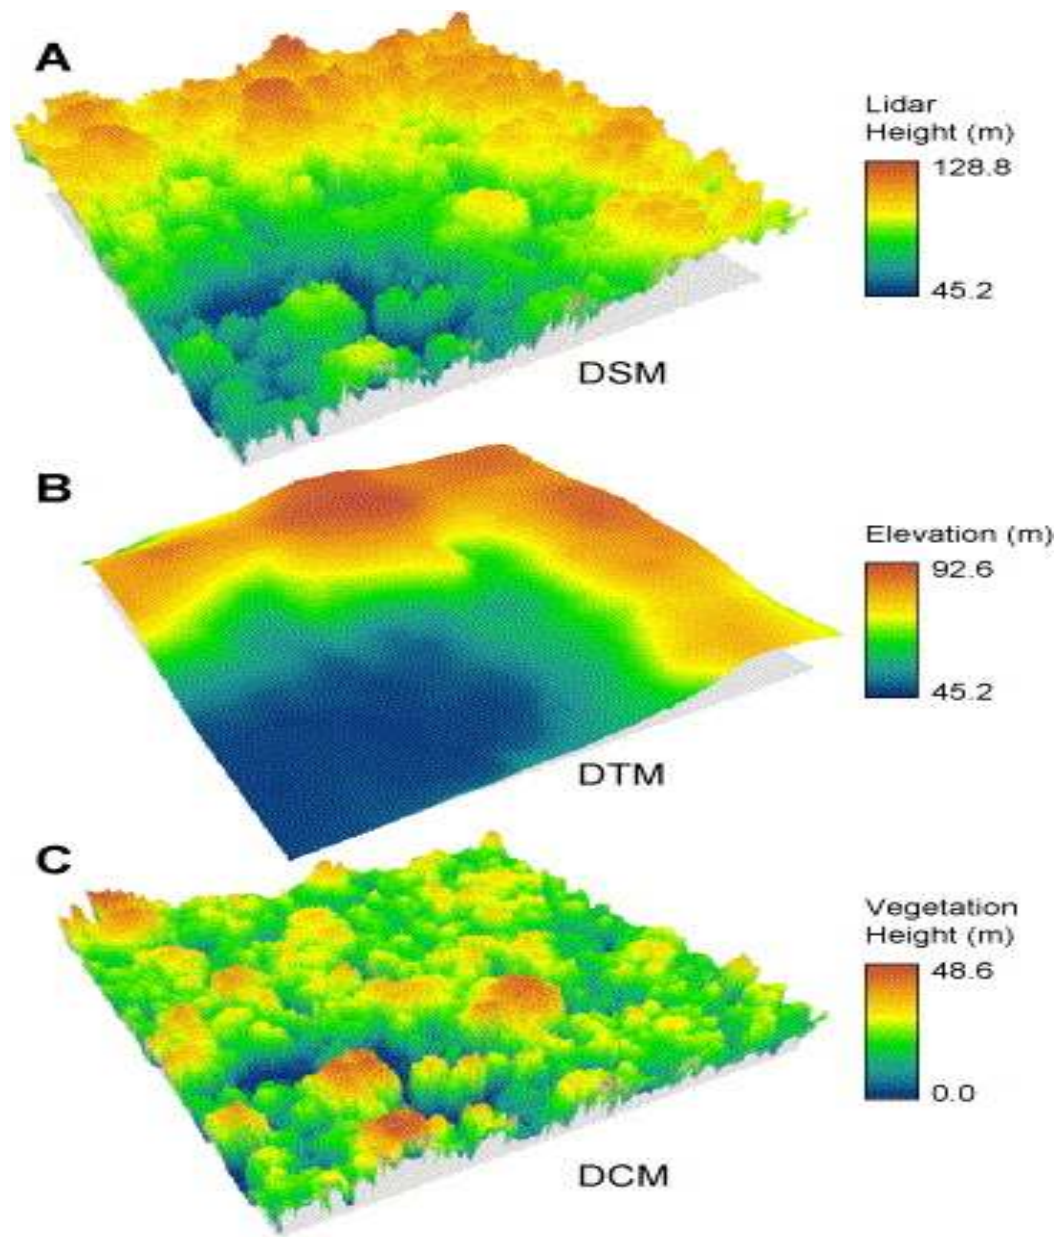 A
Lidar
Height (m)
128.8
45.2
DSM
B
Elevation (m)
92.6
45.2
DTM
C
Vegetation
Height (m)
48.6
0.0
DCM